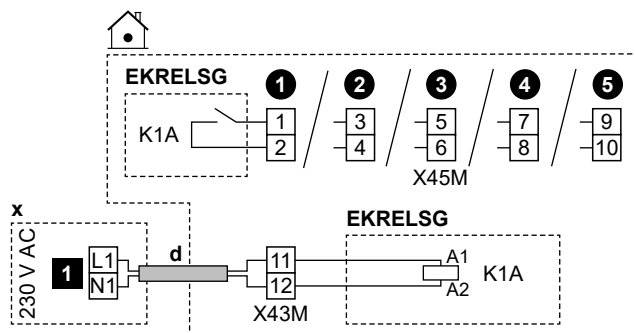 EKRELSG 1 2 3 4 5
K1A 1 3 5 7 9
2 4 6 8 10
X45M
x
EKRELSG
230 V AC
1 L1 d 11 A1
N1 12 A2 K1A
X43M